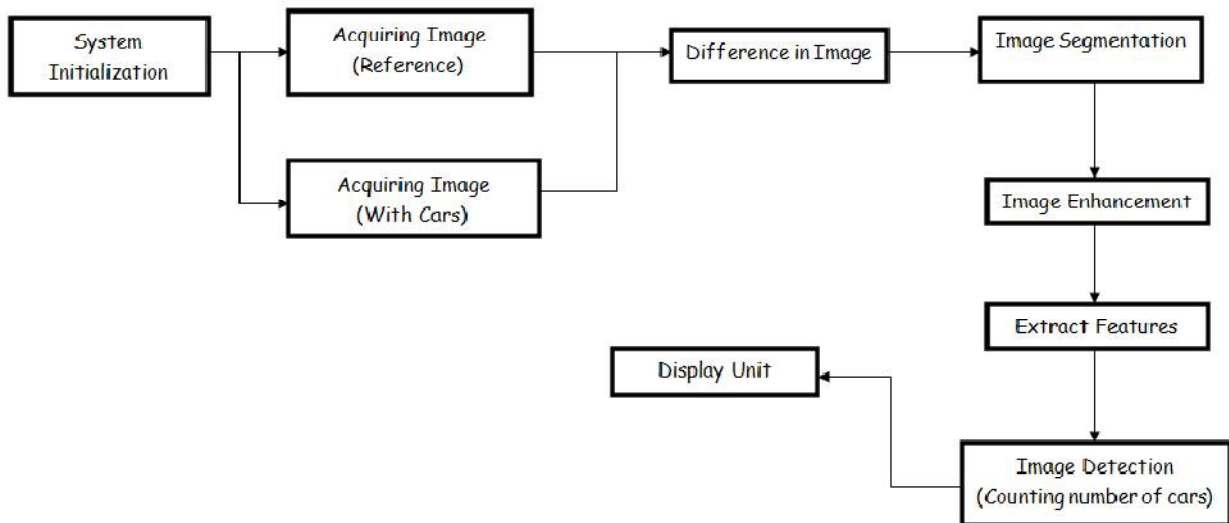 System
Initialization
Acquiring Image
(Reference)
Acquiring Image
(With Cars)
Difference in Image
Image Segmentation
Image Enhancement
Extract Features
Image Detection
(Counting number of cars)
Display Unit